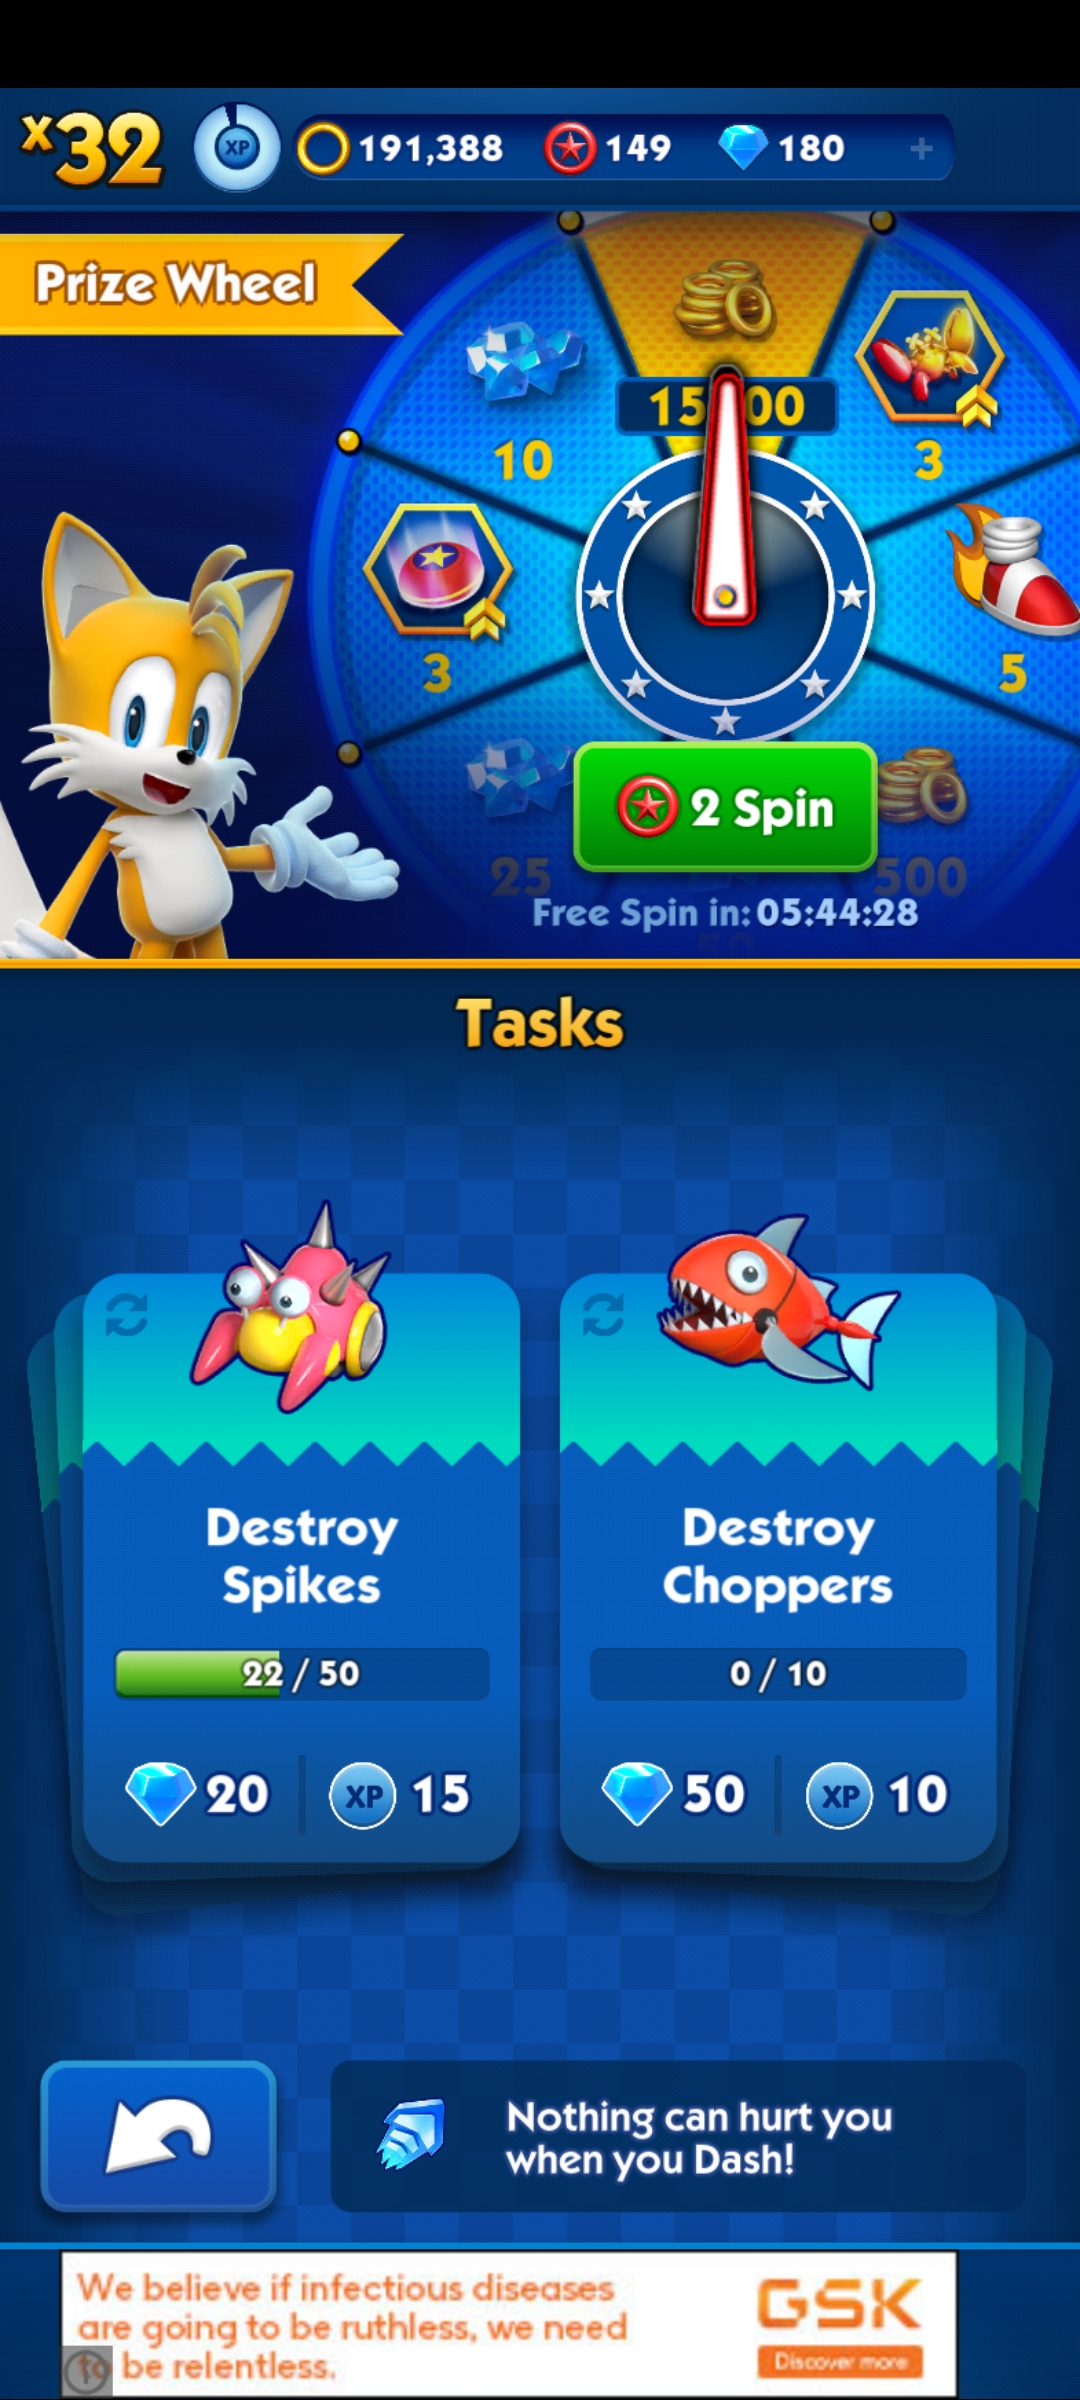 x32
XP
191,388
149
180
+
Prize Wheel
10
3
3
5
2 Spin
25
500
Free Spin in: 05:44:28
Tasks
Destroy
Spikes
22 / 50
20
XP
15
Destroy
Choppers
0 / 10
50
XP
10
Nothing can hurt you
when you Dash!
We believe if infectious diseases
are going to be ruthless, we need
to be relentless.
GSK
Discover more